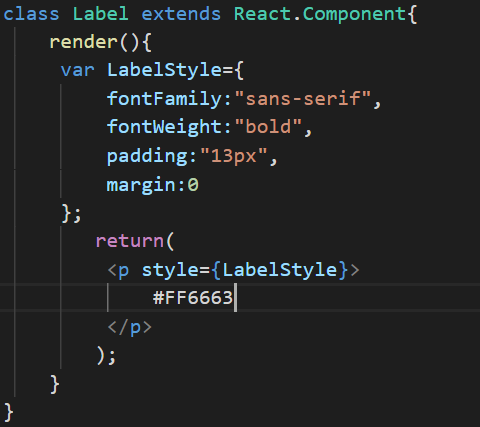 class Label extends React.Component{
render(){
var LabelStyle={
fontFamily:"sans-serif",
fontWeight:"bold",
padding:"13px",
margin:0
};
return(
<p style={LabelStyle}>
#FF6663
</p>
);
}
}